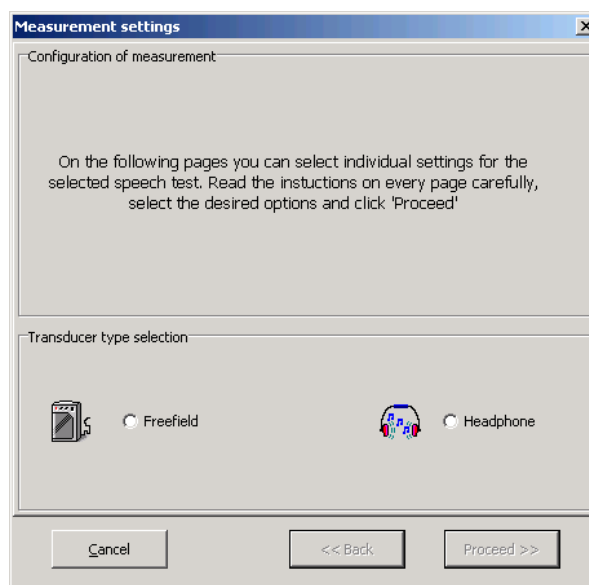 Measurement settings
Configuration of measurement
On the following pages you can select individual settings for the
selected speech test. Read the instuctions on every page carefully,
select the desired options and click 'Proceed'
Transducer type selection
Freefield
Headphone
Cancel
<< Back
Proceed >>